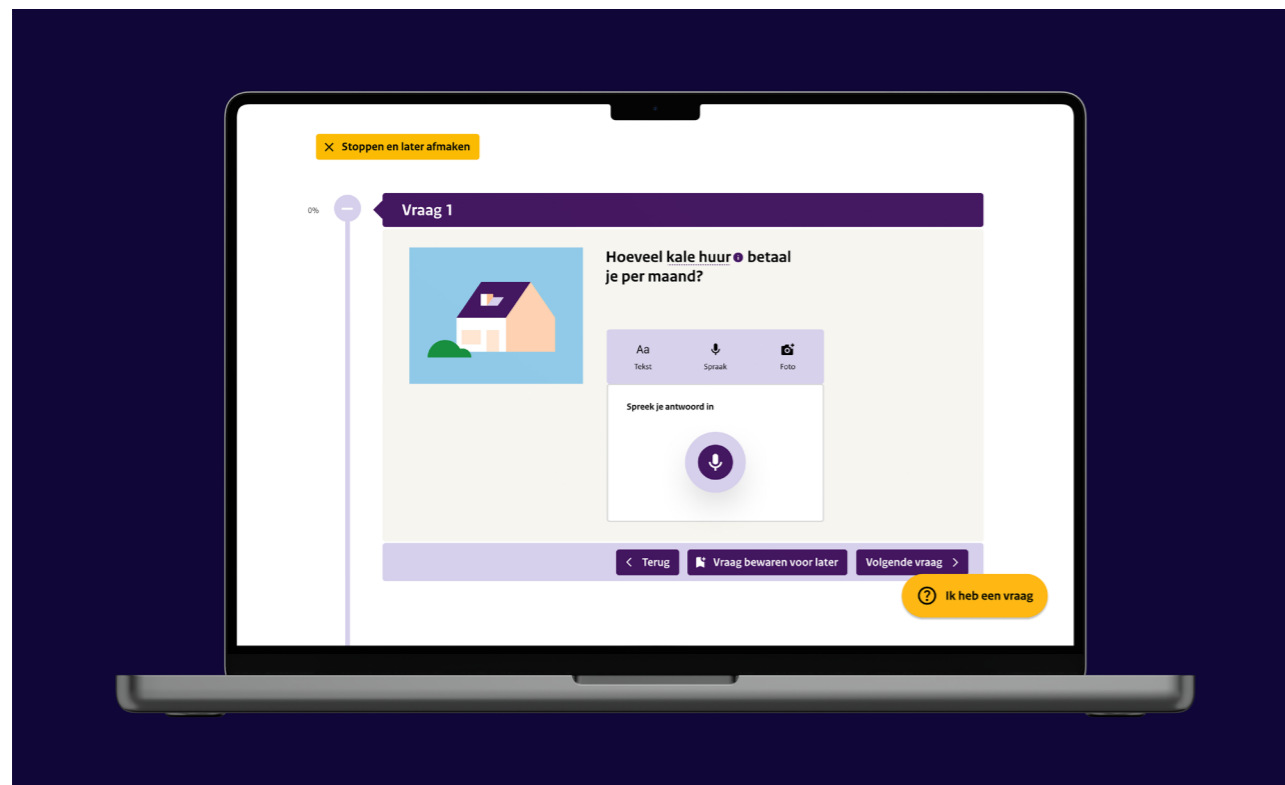 Stoppen en later afmaken
0%
Vraag 1
Hoeveel kale huur betaal
je per maand?
Aa
Tekst
Spraak
Foto
Spreek je antwoord in
Terug
Vraag bewaren voor later
Volgende vraag
Ik heb een vraag